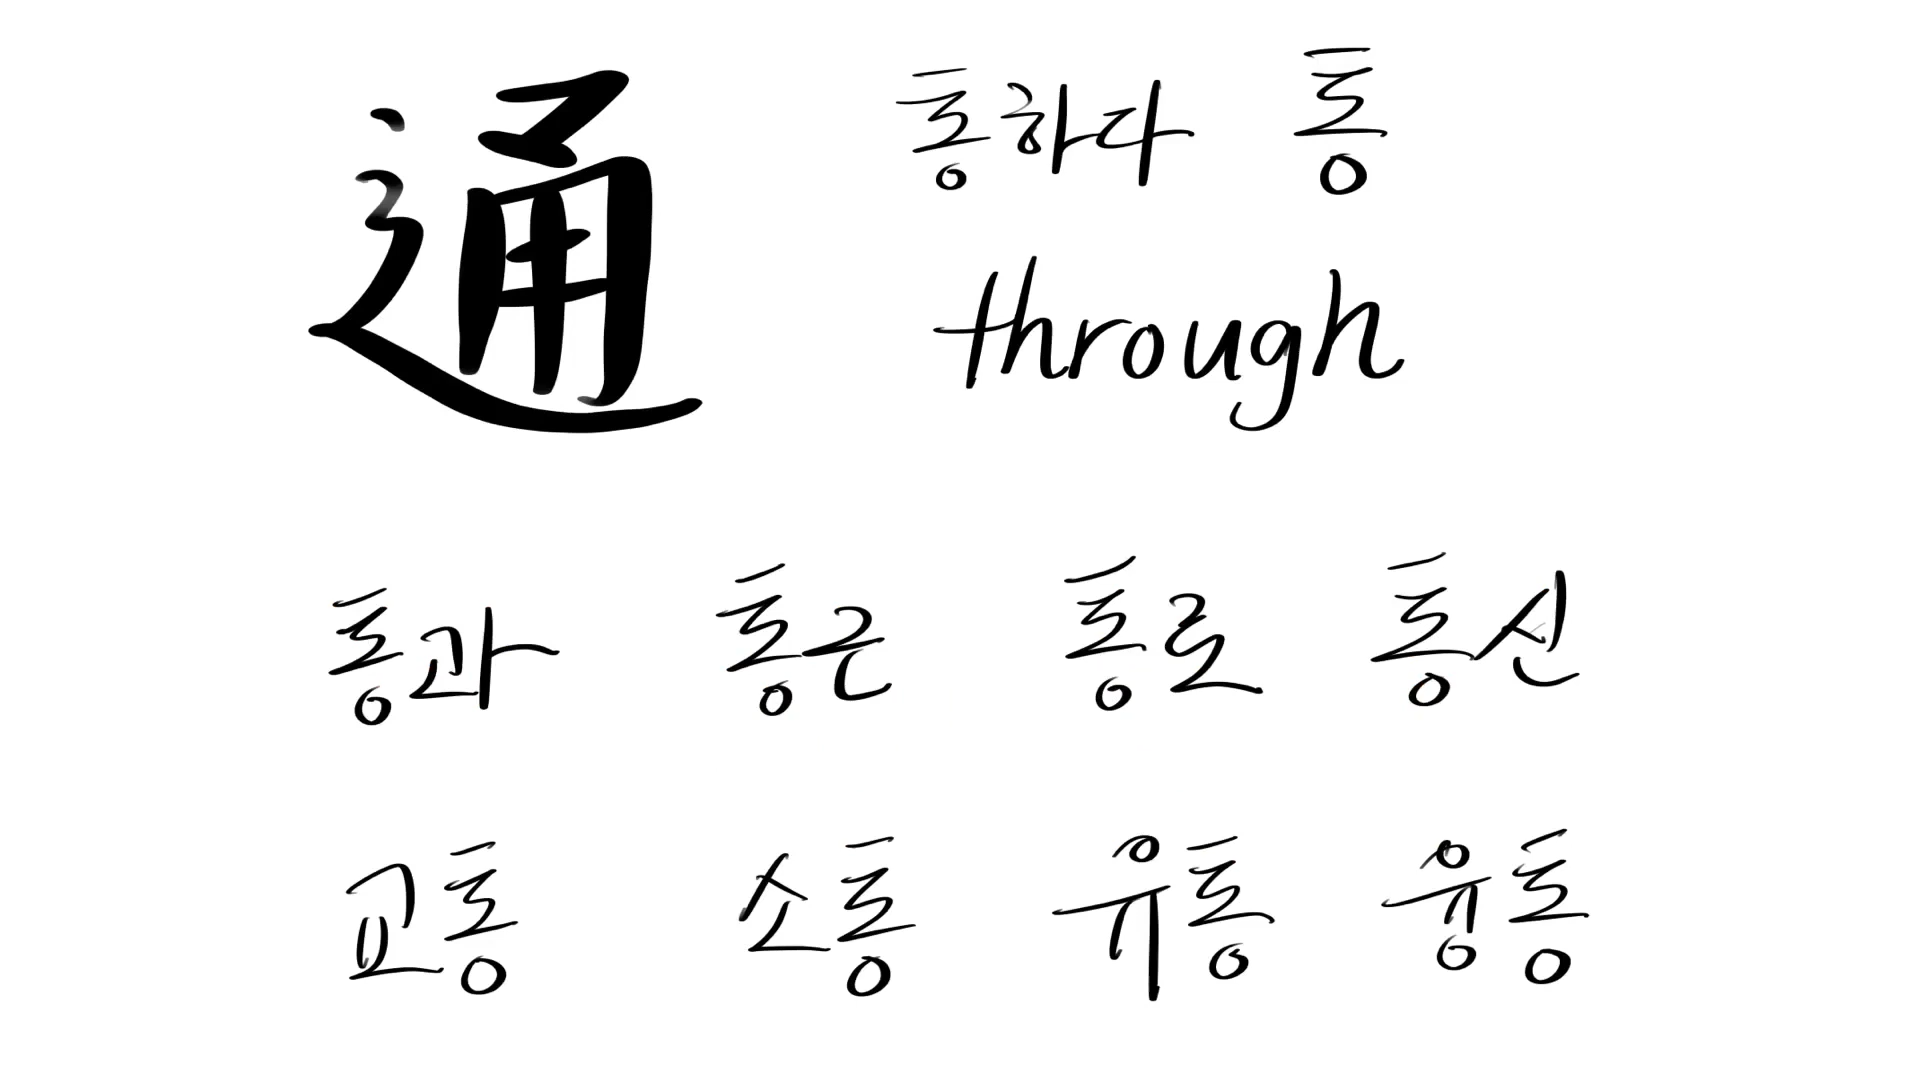 通
통하다 통
through
통과 통근 통로 통신
교통 소통 유통 융통